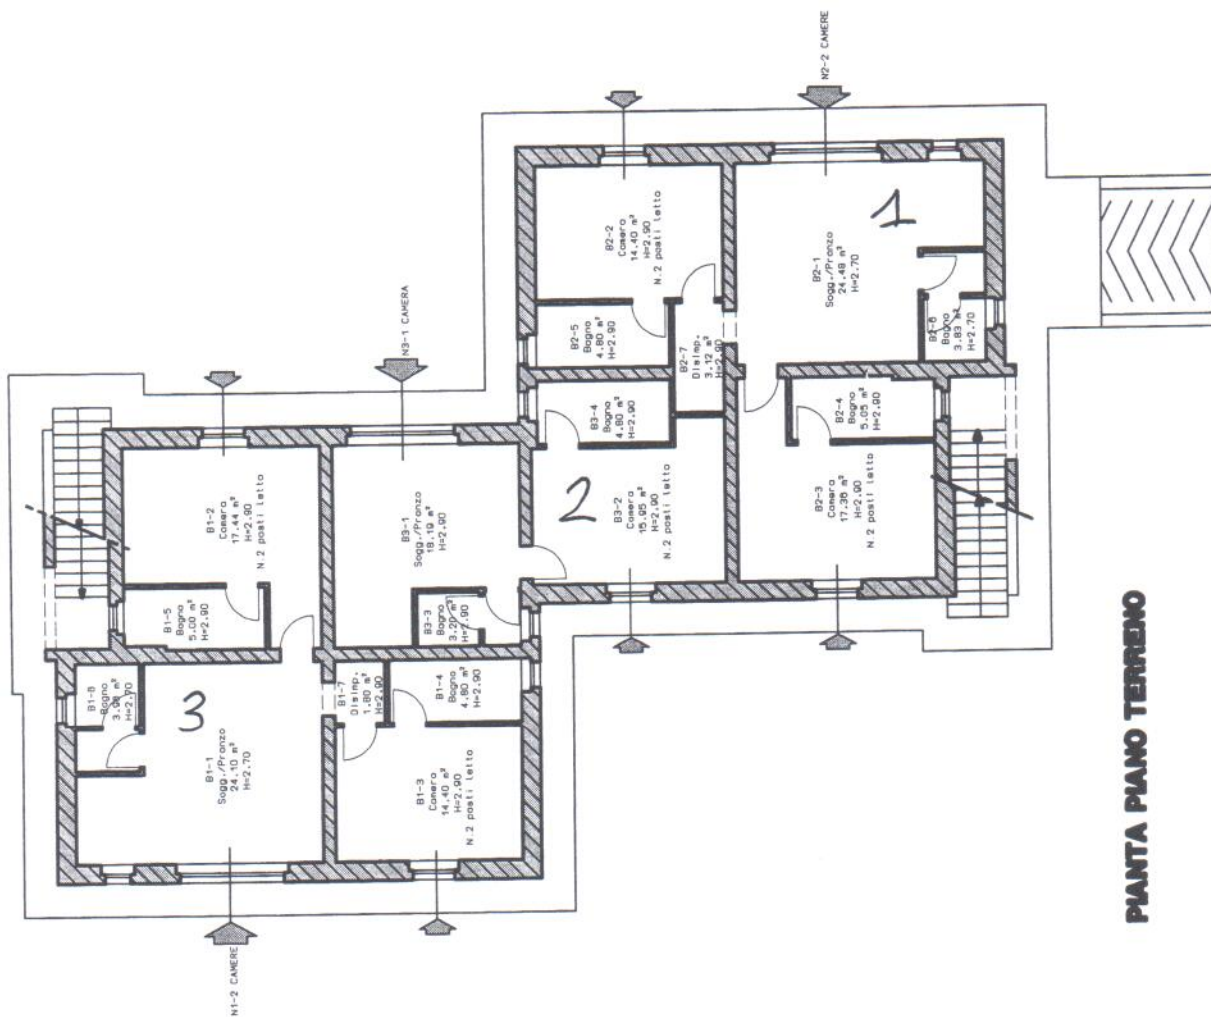 PIANTA PIANO TERRENO
N1-2 CAMERE
B1-1
Sogg./Pranzo
24.10 m²
H=2.70
3
B1-3
Camera
14.40 m²
H=2.90
N.2 posti letto
Bagno
H=2.70
B1-7
Disimp.
1.80 m²
H=2.90
B1-4
Bagno
4.80 m²
H=2.90
B1-5
Bagno
5.00 m²
H=2.90
B1-2
Camera
17.44 m²
H=2.90
N.2 posti letto
B3-3
Bagno
3.20 m²
H=2.90
B3-1
Sogg./Pranzo
18.19 m²
H=2.90
N3-1 CAMERA
B3-2
Camera
15.95 m²
H=2.90
N.2 posti letto
2
B3-4
Bagno
4.80 m²
H=2.90
B2-3
Camera
17.36 m²
H=2.90
N.2 posti letto
B2-4
Bagno
5.05 m²
H=2.90
B2-5
Bagno
4.80 m²
H=2.90
B2-7
Disimp.
3.12 m²
H=2.90
B2-6
Bagno
3.83 m²
H=2.70
B2-2
Camera
14.40 m²
H=2.90
N.2 posti letto
B2-1
Sogg./Pranzo
24.48 m²
H=2.70
1
N2-2 CAMERE